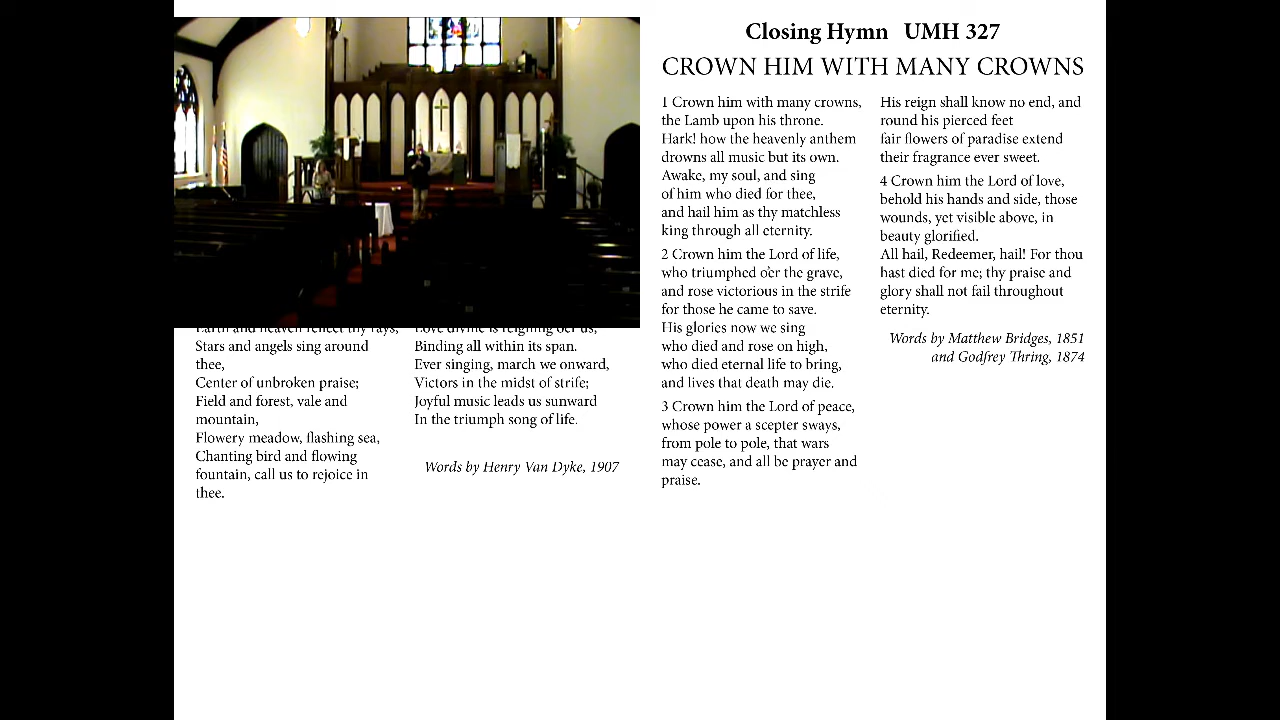 Earth and heaven reflect thy rays,
Stars and angels sing around
thee,
Center of unbroken praise;
Field and forest, vale and
mountain,
Flowery meadow, flashing sea,
Chanting bird and flowing
fountain, call us to rejoice in
thee.
Love divine is reigning o'er us,
Binding all within its span.
Ever singing, march we onward,
Victors in the midst of strife;
Joyful music leads us sunward
In the triumph song of life.
Words by Henry Van Dyke, 1907
Closing Hymn UMH 327
CROWN HIM WITH MANY CROWNS
1 Crown him with many crowns,
the Lamb upon his throne.
Hark! how the heavenly anthem
drowns all music but its own.
Awake, my soul, and sing
of him who died for thee,
and hail him as thy matchless
king through all eternity.
2 Crown him the Lord of life,
who triumphed o'er the grave,
and rose victorious in the strife
for those he came to save.
His glories now we sing
who died and rose on high,
who died eternal life to bring,
and lives that death may die.
3 Crown him the Lord of peace,
whose power a scepter sways,
from pole to pole, that wars
may cease, and all be prayer and
praise.
His reign shall know no end, and
round his pierced feet
fair flowers of paradise extend
their fragrance ever sweet.
4 Crown him the Lord of love,
behold his hands and side, those
wounds, yet visible above, in
beauty glorified.
All hail, Redeemer, hail! For thou
hast died for me; thy praise and
glory shall not fail throughout
eternity.
Words by Matthew Bridges, 1851
and Godfrey Thring, 1874